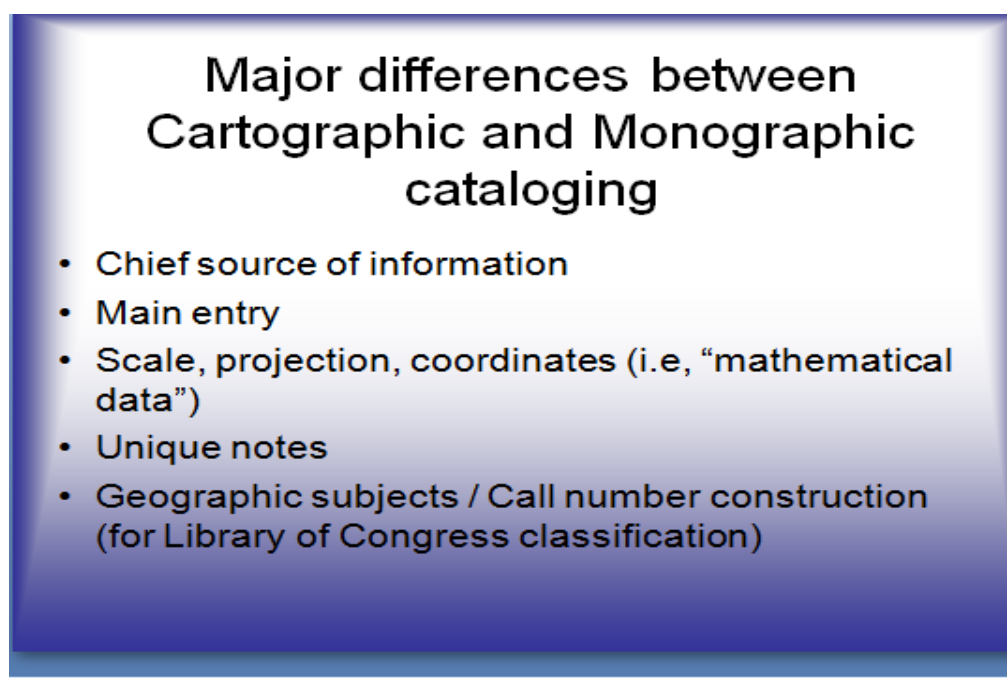 Major differences between
Cartographic and Monographic
cataloging
• Chief source of information
• Main entry
• Scale, projection, coordinates (i.e, “mathematical
data”)
• Unique notes
• Geographic subjects / Call number construction
(for Library of Congress classification)